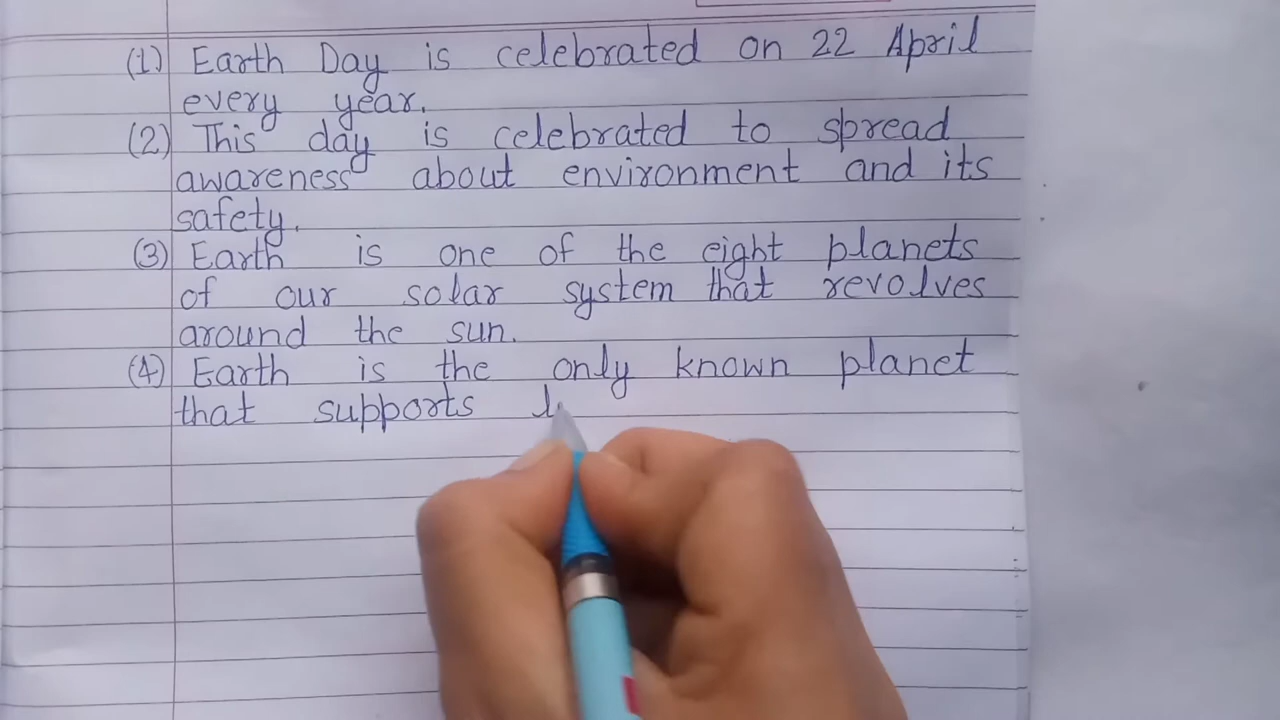 (1) Earth Day is celebrated on 22 April
every year.
(2) This day is celebrated to spread
awareness about environment and its
safety.
(3) Earth is one of the eight planets
of our solar system that revolves
around the sun.
(4) Earth is the only known planet
that supports